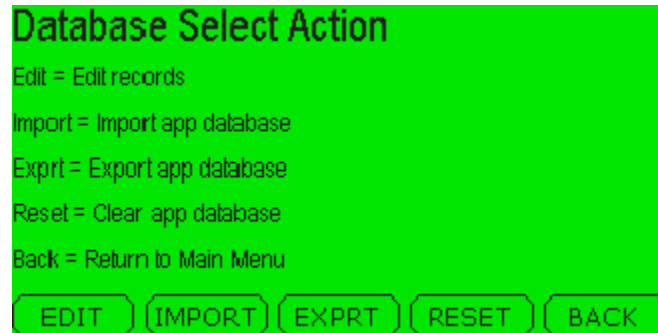 Database Select Action
Edit = Edit records
Import = Import app database
Exprt = Export app database
Reset = Clear app database
Back = Return to Main Menu
EDIT IMPORT EXPRT RESET BACK